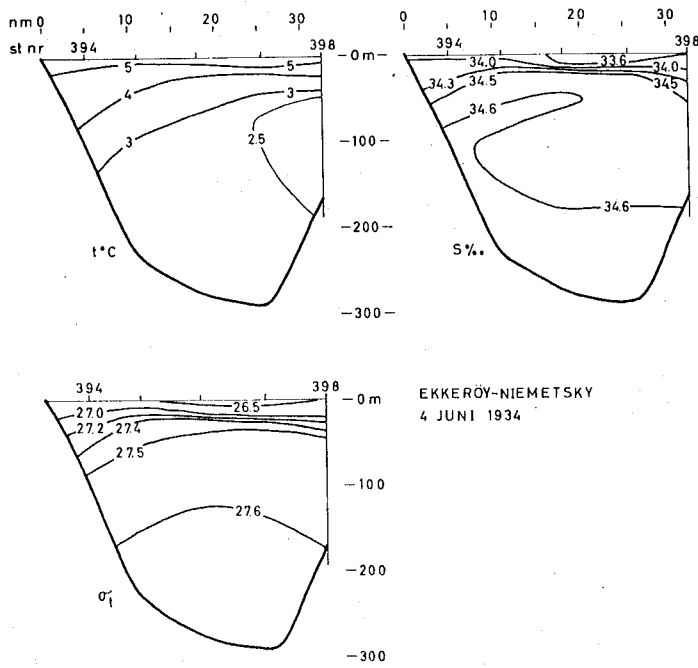 nm 0 10 20 30
st nr 394 398
5 5
4
3 3
2.5
t°C
0 10 20 30
394 398
34.0 33.6
34.3 34.5 34.0
34.5
34.6
34.6
S‰
—0m
—100—
—200—
—300—
394 398
27.0 26.5
27.2 27.4
27.5
27.6
σt
—0 m
—100
—200
—300
EKKERÖY-NIEMETSKY
4 JUNI 1934